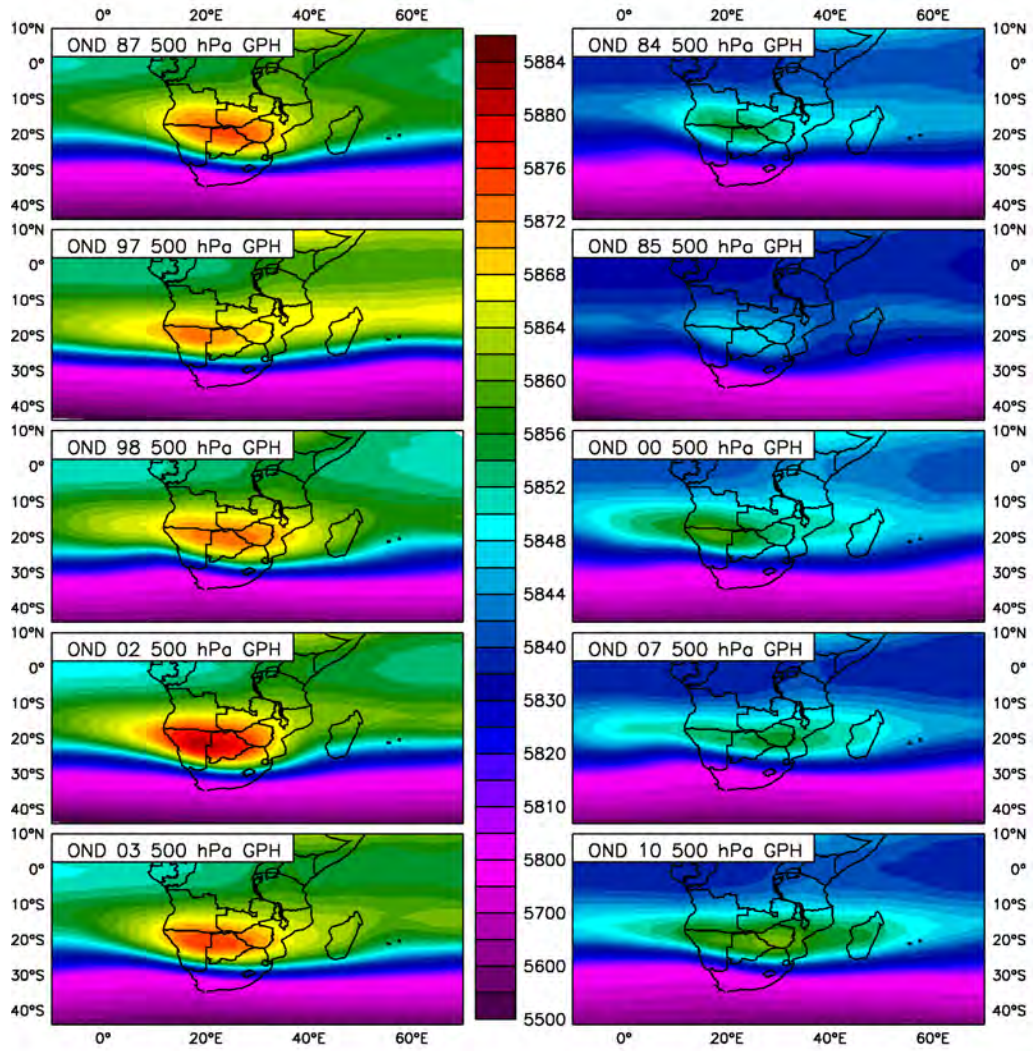 0° 20°E 40°E 60°E
0° 20°E 40°E 60°E
OND 87 500 hPa GPH
10°N
0°
10°S
20°S
30°S
40°S
OND 97 500 hPa GPH
10°N
0°
10°S
20°S
30°S
40°S
OND 98 500 hPa GPH
10°N
0°
10°S
20°S
30°S
40°S
OND 02 500 hPa GPH
10°N
0°
10°S
20°S
30°S
40°S
OND 03 500 hPa GPH
10°N
0°
10°S
20°S
30°S
40°S
0° 20°E 40°E 60°E
5884
5880
5876
5872
5868
5864
5860
5856
5852
5848
5844
5840
5830
5820
5810
5800
5700
5600
5500
OND 84 500 hPa GPH
10°N
0°
10°S
20°S
30°S
40°S
OND 85 500 hPa GPH
10°N
0°
10°S
20°S
30°S
40°S
OND 00 500 hPa GPH
10°N
0°
10°S
20°S
30°S
40°S
OND 07 500 hPa GPH
10°N
0°
10°S
20°S
30°S
40°S
OND 10 500 hPa GPH
10°N
0°
10°S
20°S
30°S
40°S
0° 20°E 40°E 60°E